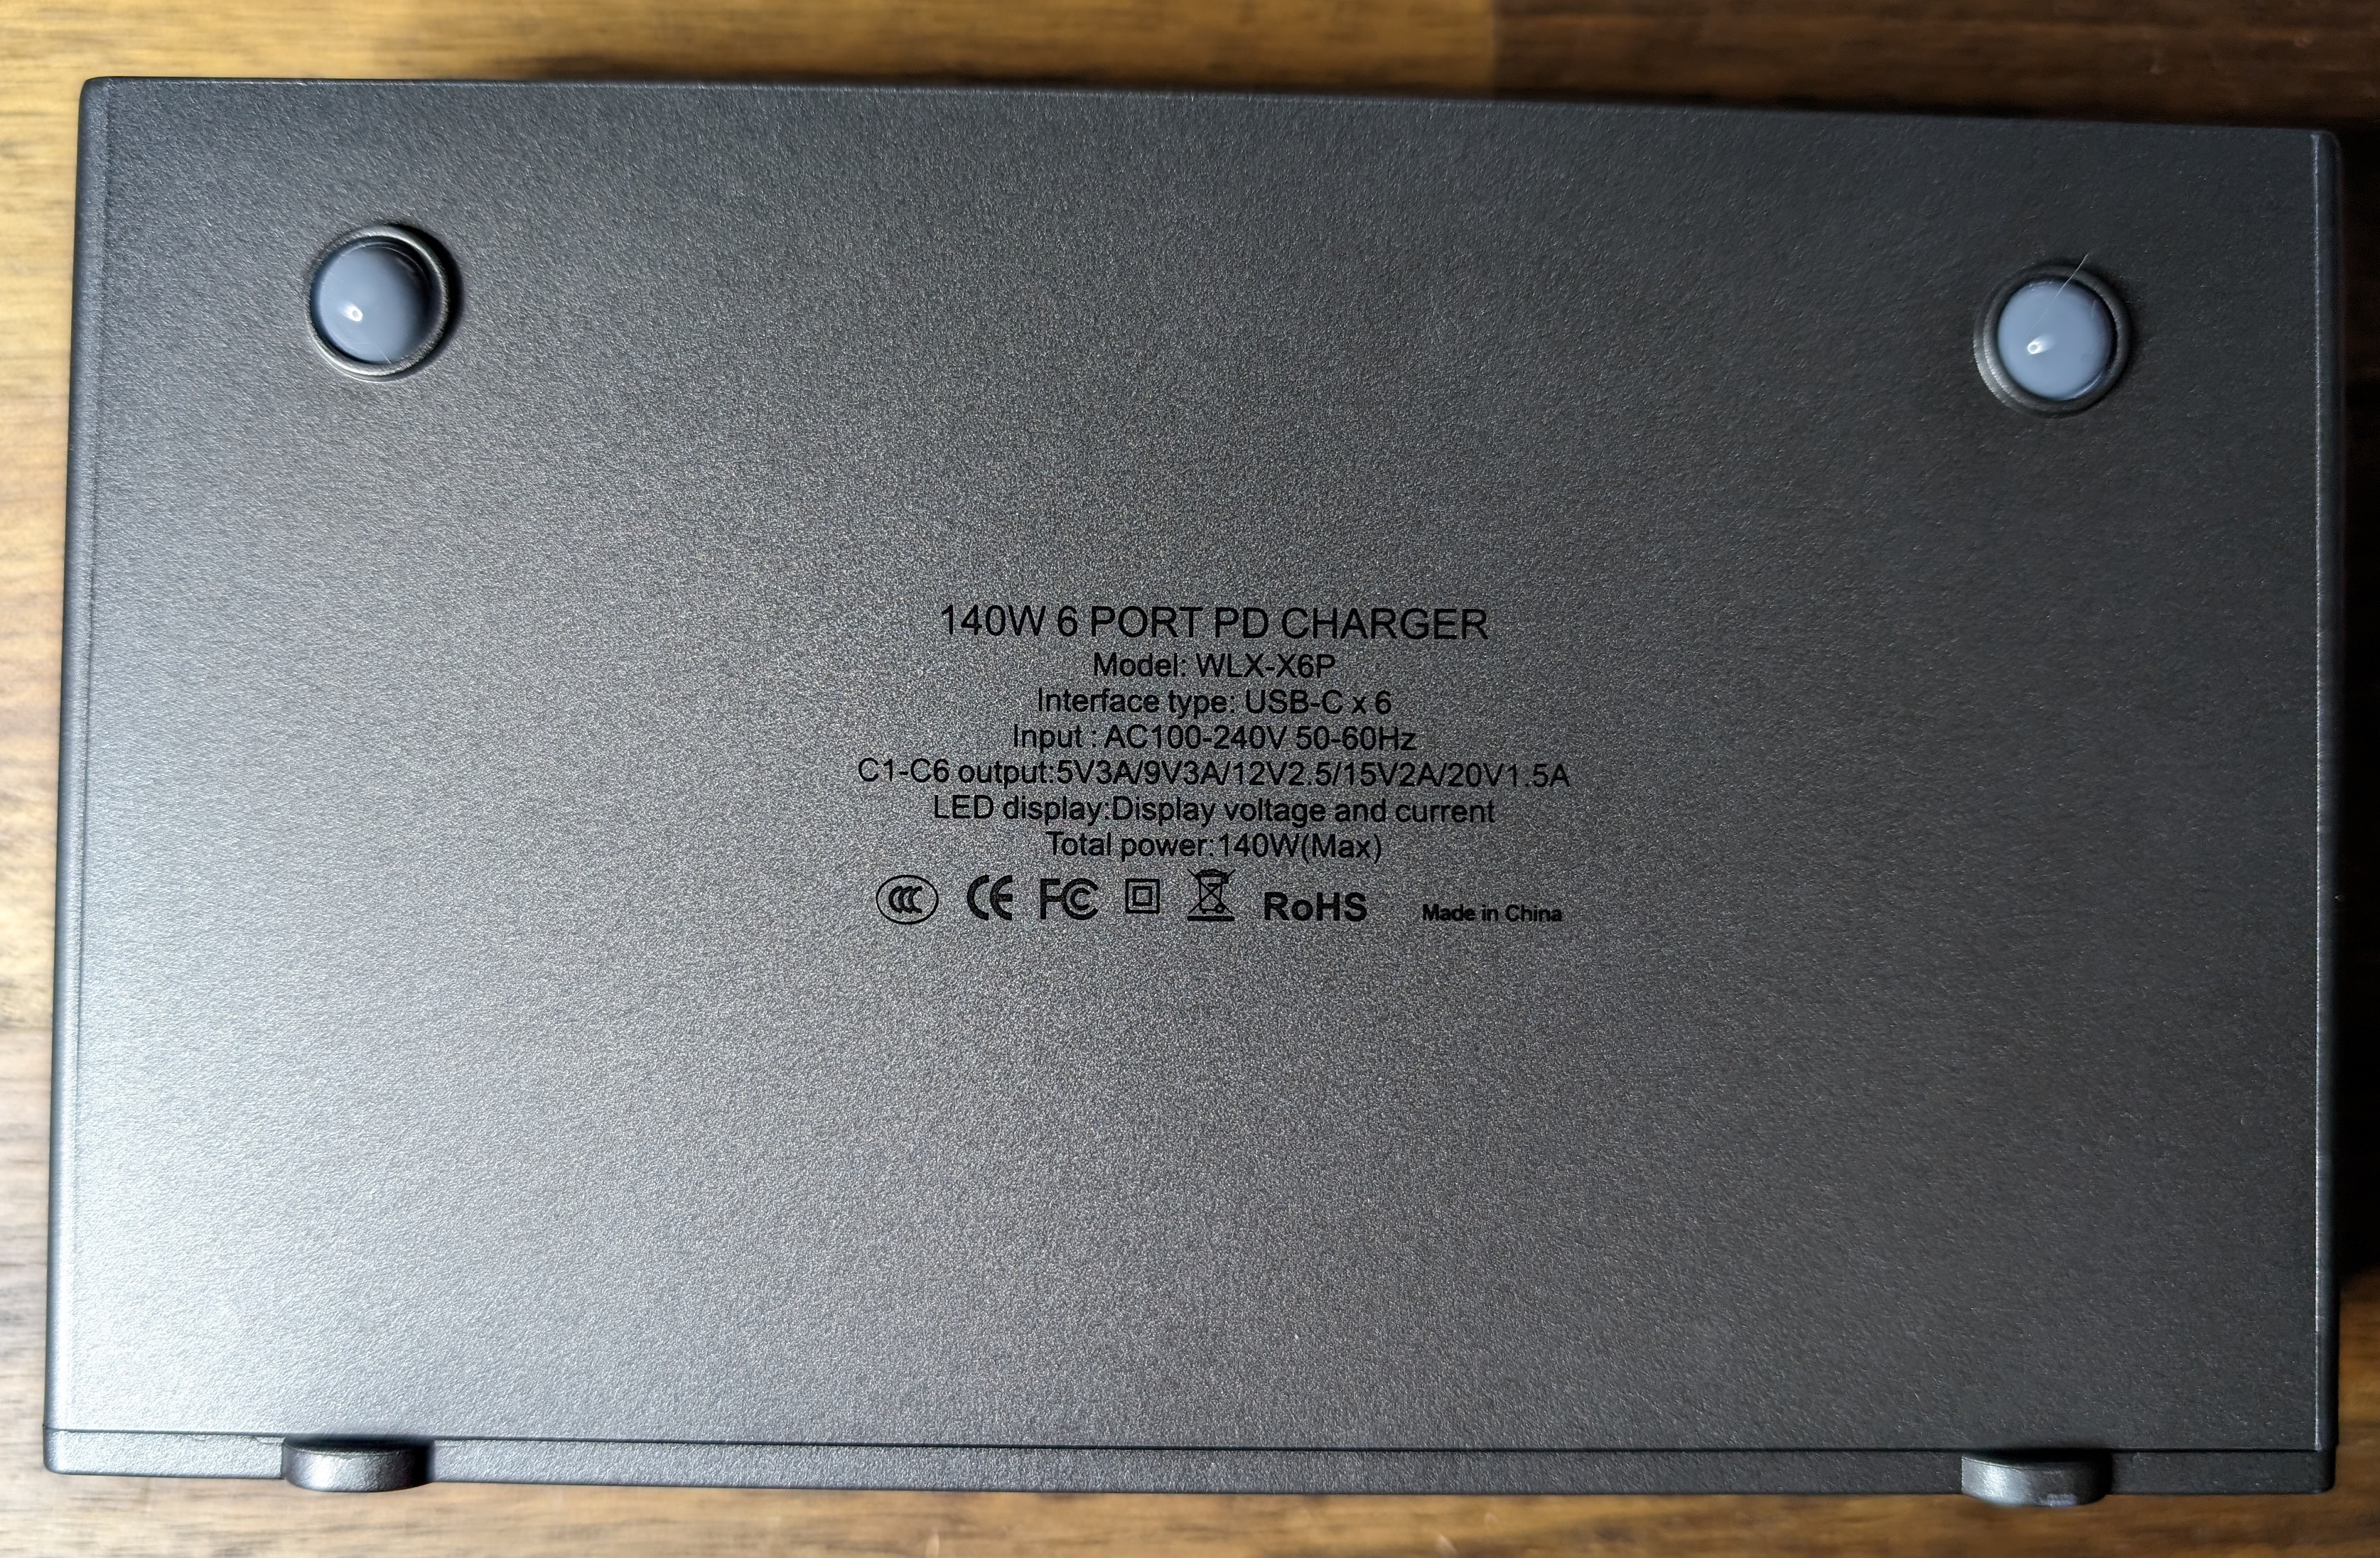 140W 6 PORT PD CHARGER
Model: WLX-X6P
Interface type: USB-C x 6
Input : AC100-240V 50-60Hz
C1-C6 output:5V3A/9V3A/12V2.5/15V2A/20V1.5A
LED display:Display voltage and current
Total power:140W(Max)
CCC CE FC RoHS Made in China